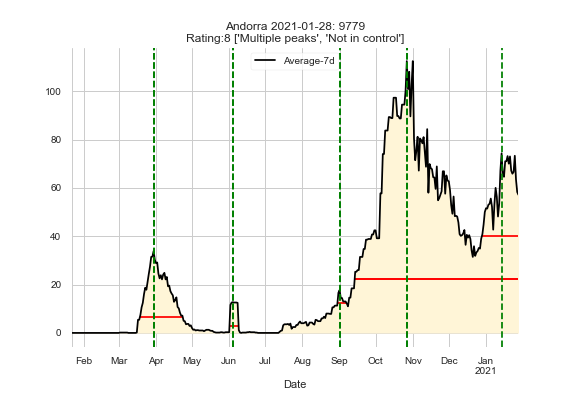 Andorra 2021-01-28: 9779
Rating:8 ['Multiple peaks', 'Not in control']
Average-7d
100
80
60
40
20
0
Feb Mar Apr May Jun Jul Aug Sep Oct Nov Dec Jan
2021
Date